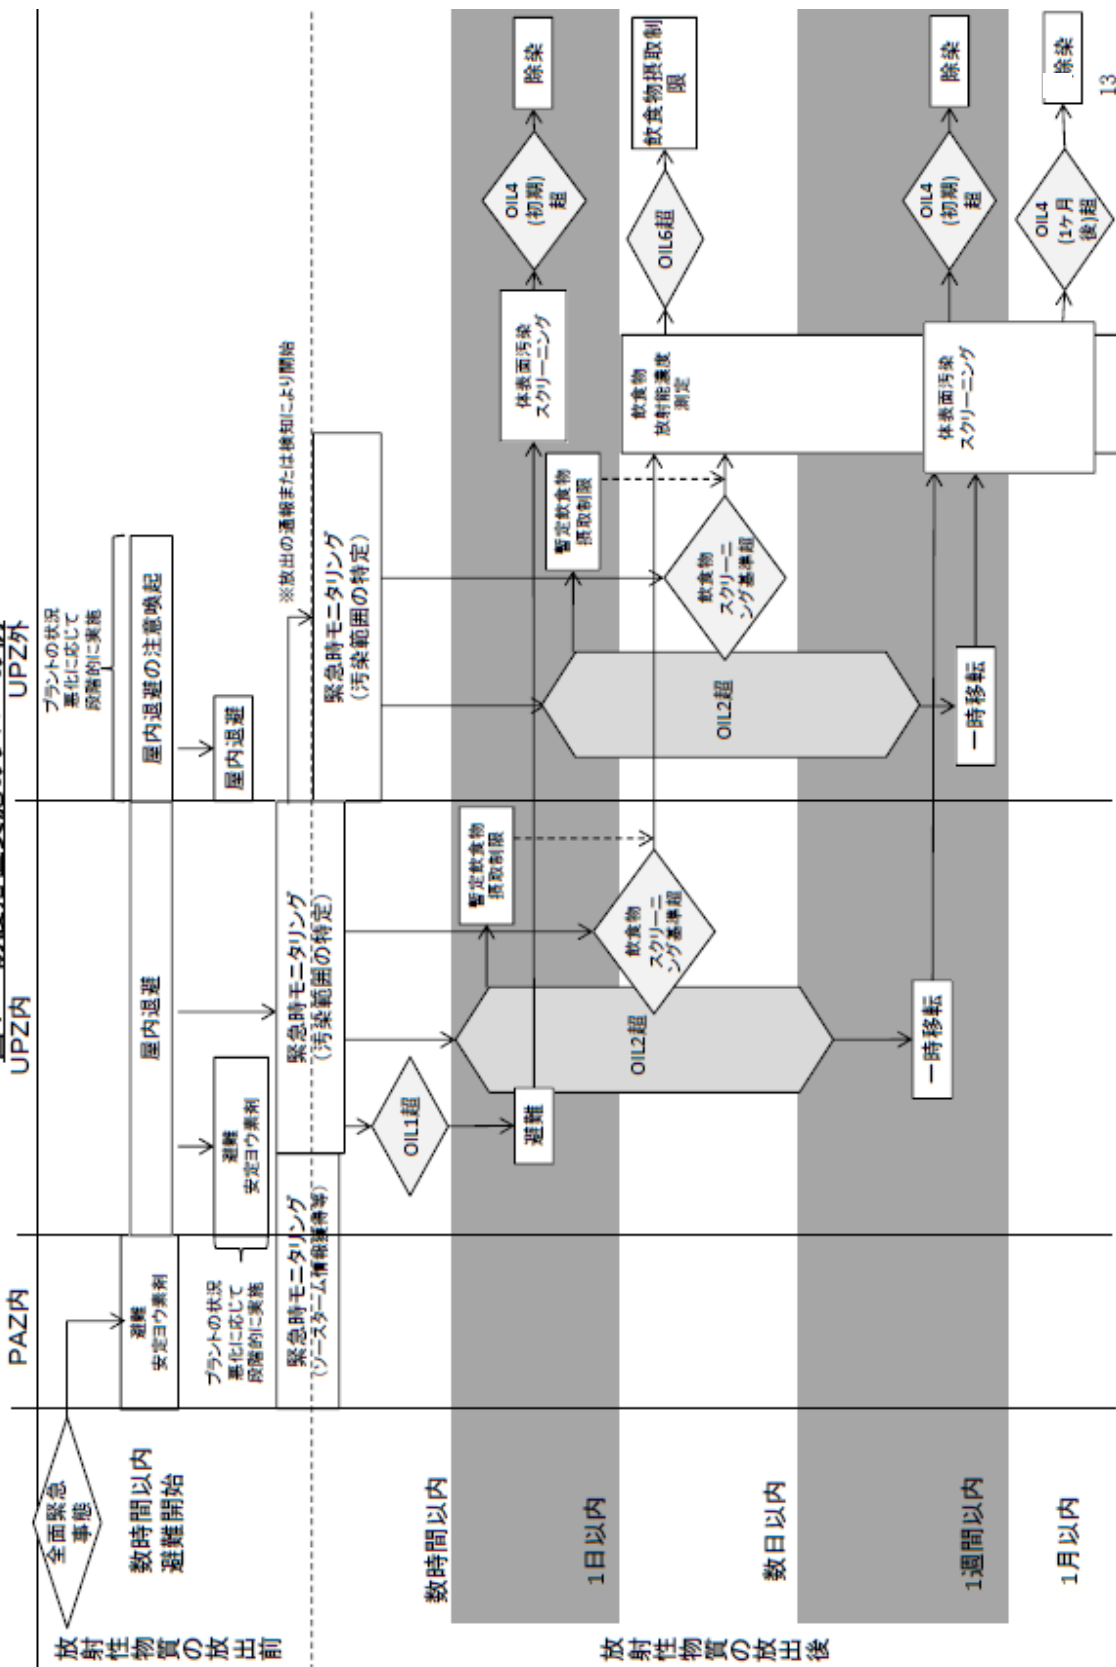 PAZ内
UPZ内
UPZ外
放射性物質の放出前
全面緊急
事態
数時間以内
避難開始
避難
安定ヨウ素剤
屋内退避
屋内退避の注意喚起
プラントの状況
悪化に応じて
段階的に実施
プラントの状況
悪化に応じて
段階的に実施
避難
安定ヨウ素剤
屋内退避
緊急時モニタリング
(ソースターム情報獲得等)
緊急時モニタリング
(汚染範囲の特定)
※放出の通報または検知により開始
緊急時モニタリング
(汚染範囲の特定)
放射性物質の放出後
数時間以内
OIL1超
1日以内
避難
暫定飲食物
摂取制限
体表面汚染
スクリーニング
OIL4
(初期)
超
除染
暫定飲食物
摂取制限
数日以内
OIL2超
飲食物
スクリーニ
ング基準超
OIL2超
飲食物
スクリーニ
ング基準超
飲食物
放射能濃度
測定
OIL6超
飲食物摂取制
限
1週間以内
一時移転
一時移転
体表面汚染
スクリーニング
OIL4
(初期)
超
除染
1月以内
OIL4
(1ヶ月
後)超
除染
13